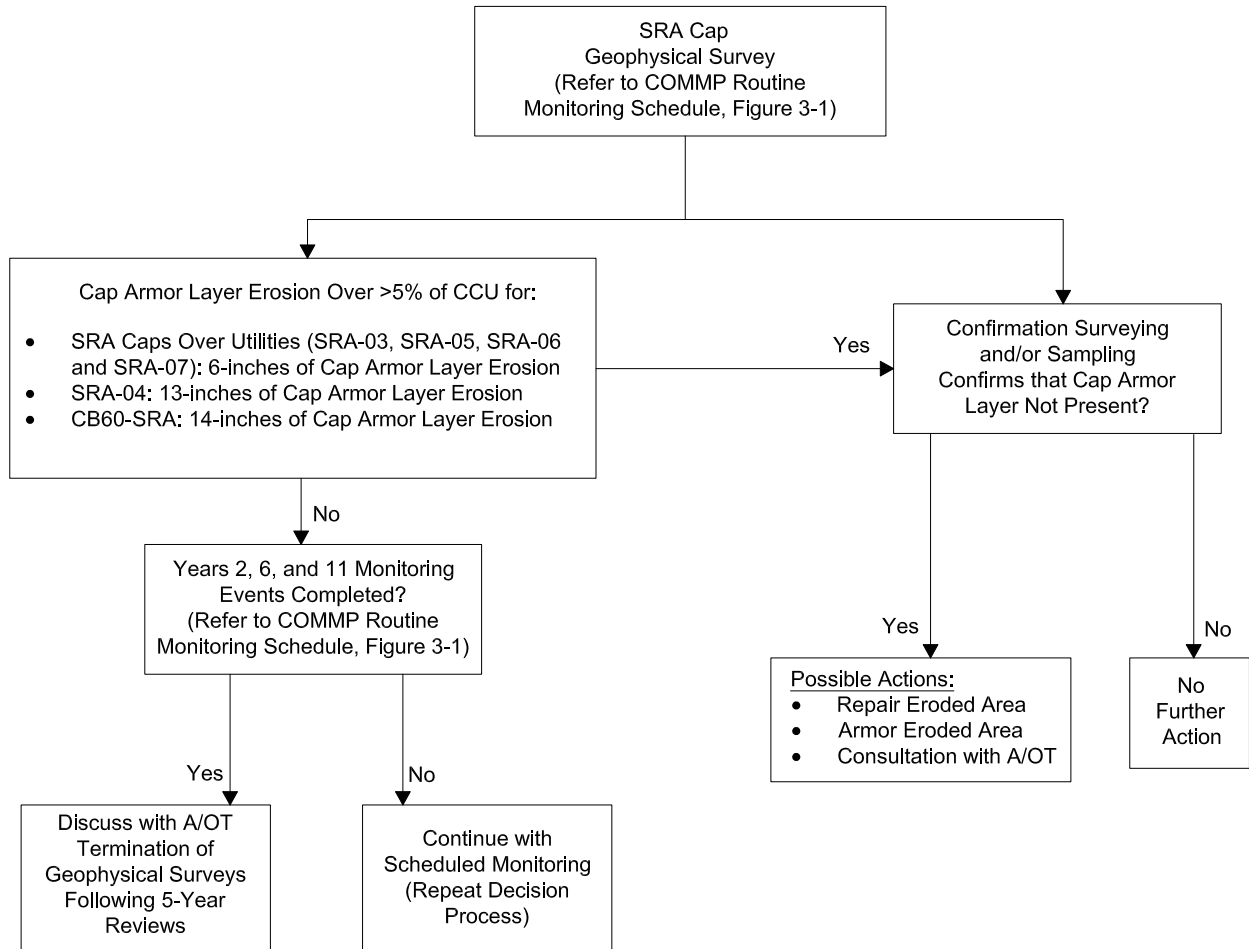 SRA Cap
Geophysical Survey
(Refer to COMMP Routine
Monitoring Schedule, Figure 3-1)
Cap Armor Layer Erosion Over >5% of CCU for:
• SRA Caps Over Utilities (SRA-03, SRA-05, SRA-06
and SRA-07): 6-inches of Cap Armor Layer Erosion
• SRA-04: 13-inches of Cap Armor Layer Erosion
• CB60-SRA: 14-inches of Cap Armor Layer Erosion
Yes
Confirmation Surveying
and/or Sampling
Confirms that Cap Armor
Layer Not Present?
No
Years 2, 6, and 11 Monitoring
Events Completed?
(Refer to COMMP Routine
Monitoring Schedule, Figure 3-1)
Yes
No
Possible Actions:
• Repair Eroded Area
• Armor Eroded Area
• Consultation with A/OT
No
Further
Action
Yes
No
Discuss with A/OT
Termination of
Geophysical Surveys
Following 5-Year
Reviews
Continue with
Scheduled Monitoring
(Repeat Decision
Process)